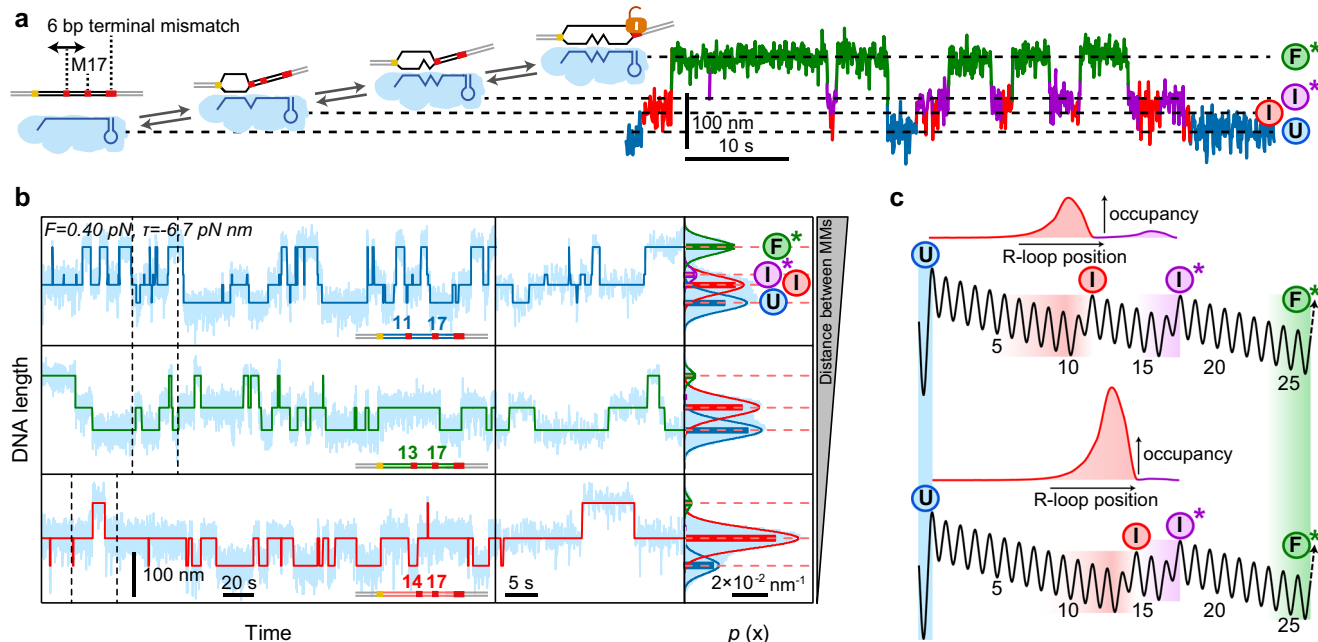 a
6 bp terminal mismatch
M17
I
F*
I*
I
U
100 nm
10 s
b
F=0.40 pN, τ=-6.7 pN nm
DNA length
11 17
13 17
14 17
100 nm
20 s
5 s
2×10⁻² nm⁻¹
Time
p (x)
F*
I*
I
U
Distance between MMs
c
occupancy
R-loop position
U
I
I*
F*
5
10
15
20
25
occupancy
R-loop position
U
I
I*
F*
5
10
15
20
25